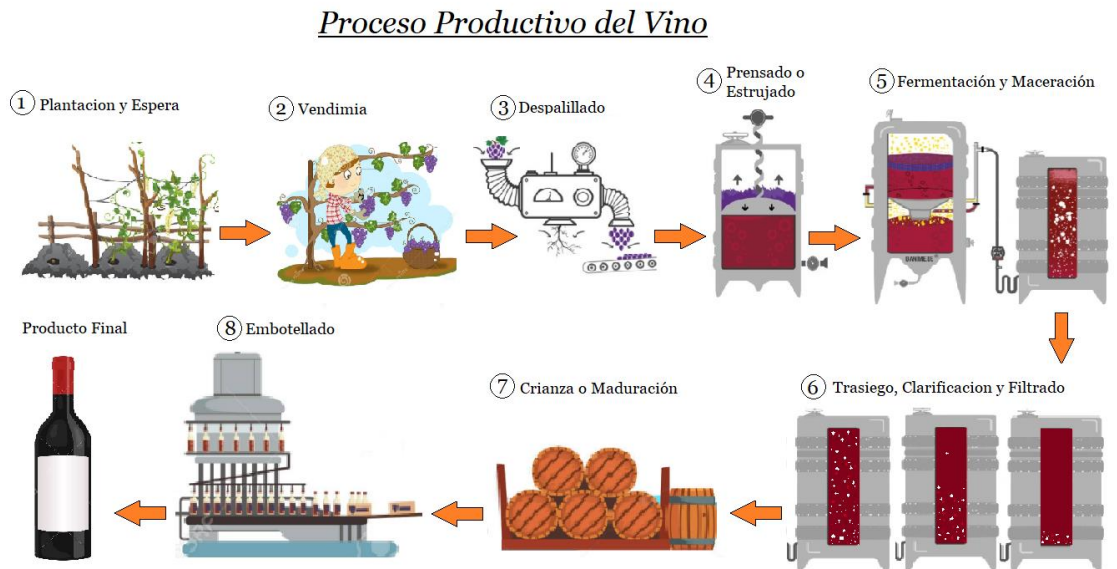 Proceso Productivo del Vino
1 Plantacion y Espera
2 Vendimia
3 Despalillado
4 Prensado o
Estrujado
5 Fermentación y Maceración
6 Trasiego, Clarificacion y Filtrado
7 Crianza o Maduración
8 Embotellado
Producto Final